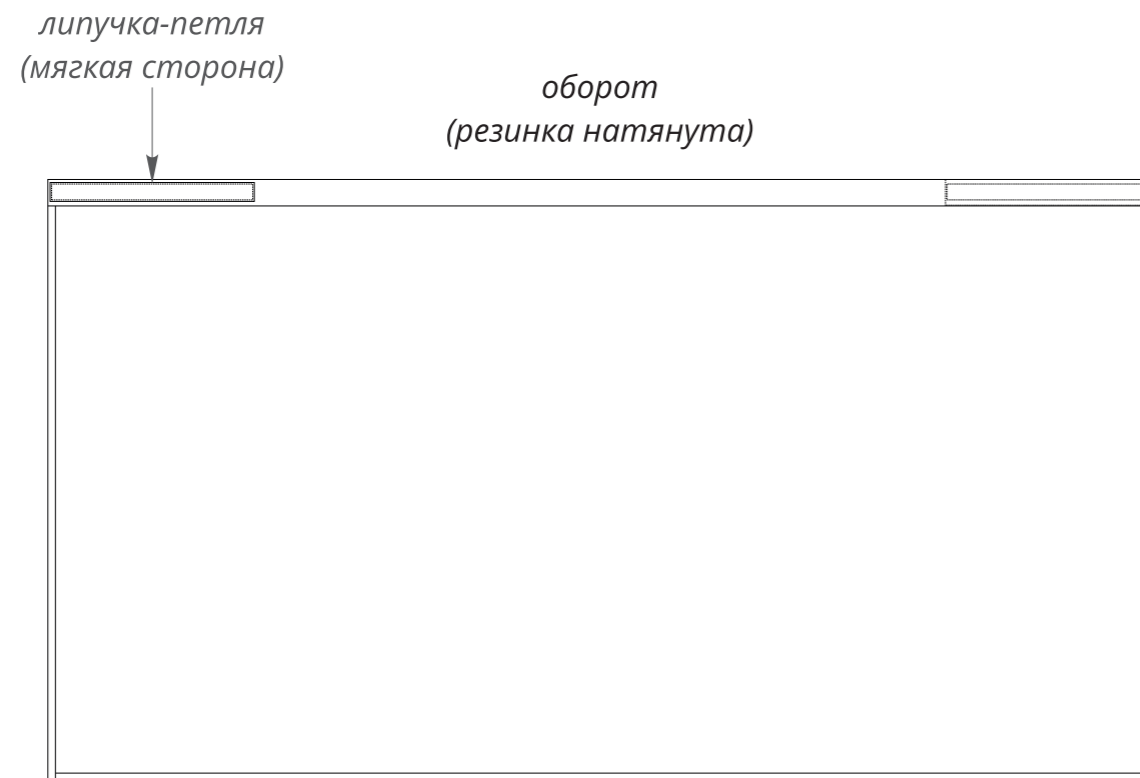 липучка-петля
(мягкая сторона)
оборот
(резинка натянута)